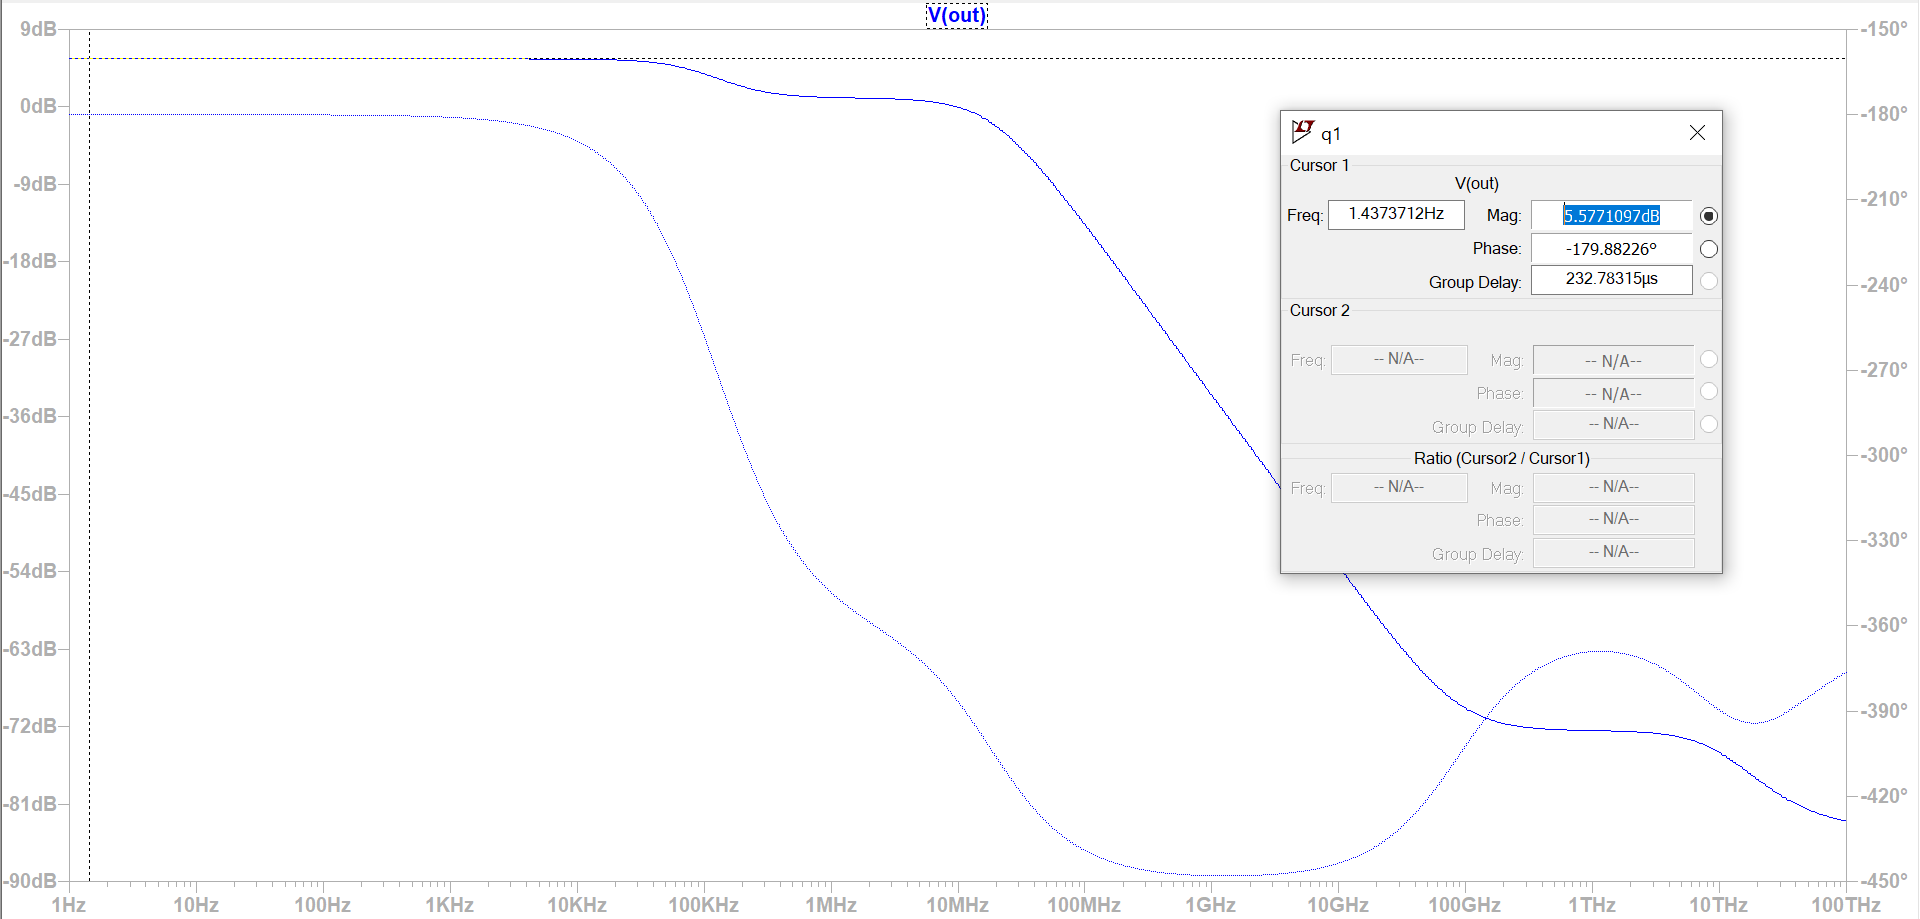 V(out)
9dB
0dB
-9dB
-18dB
-27dB
-36dB
-45dB
-54dB
-63dB
-72dB
-81dB
-90dB
-150°
-180°
-210°
-240°
-270°
-300°
-330°
-360°
-390°
-420°
-450°
1Hz 10Hz 100Hz 1KHz 10KHz 100KHz 1MHz 10MHz 100MHz 1GHz 10GHz 100GHz 1THz 10THz 100THz
q1
Cursor 1
V(out)
Freq: 1.4373712Hz Mag: 5.5771097dB
Phase: -179.88226°
Group Delay: 232.78315µs
Cursor 2
Freq: -- N/A-- Mag: -- N/A--
Phase: -- N/A--
Group Delay: -- N/A--
Ratio (Cursor2 / Cursor1)
Freq: -- N/A-- Mag: -- N/A--
Phase: -- N/A--
Group Delay: -- N/A--